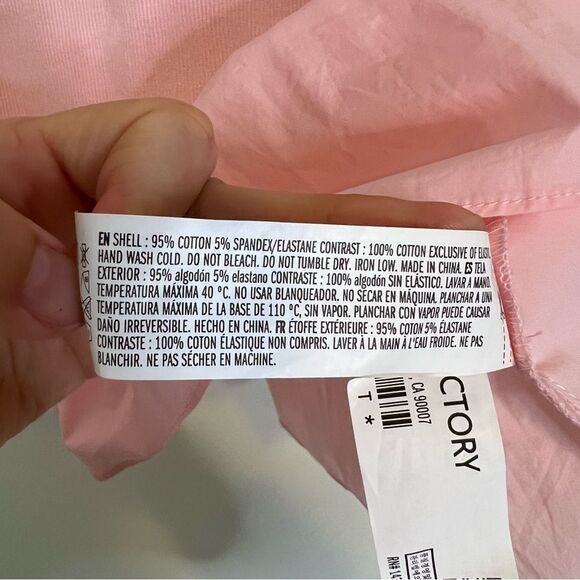 EN SHELL : 95% COTTON 5% SPANDEX/ELASTANE CONTRAST : 100% COTTON EXCLUSIVE OF
HAND WASH COLD. DO NOT BLEACH. DO NOT TUMBLE DRY. IRON LOW. MADE IN CHINA. ES TELA
EXTERIOR : 95% algodón 5% elastano CONTRASTE : 100% algodón SIN ELÁSTICO. LAVAR A MANO.
TEMPERATURA MÁXIMA 40 °C. NO USAR BLANQUEADOR. NO SECAR EN MÁQUINA. PLANCHAR A UNA
TEMPERATURA MÁXIMA DE LA BASE DE 110 °C, SIN VAPOR. PLANCHAR CON VAPOR PUEDE CAUSAR
DAÑO IRREVERSIBLE. HECHO EN CHINA. FR ÉTOFFE EXTÉRIEURE : 95% COTON 5% ÉLASTANE
CONTRASTE : 100% COTON ÉLASTIQUE NON COMPRIS. LAVER À LA MAIN À L'EAU FROIDE. NE PAS
BLANCHIR. NE PAS SÉCHER EN MACHINE.
CTORY
CA 90007
T *
RN# 14